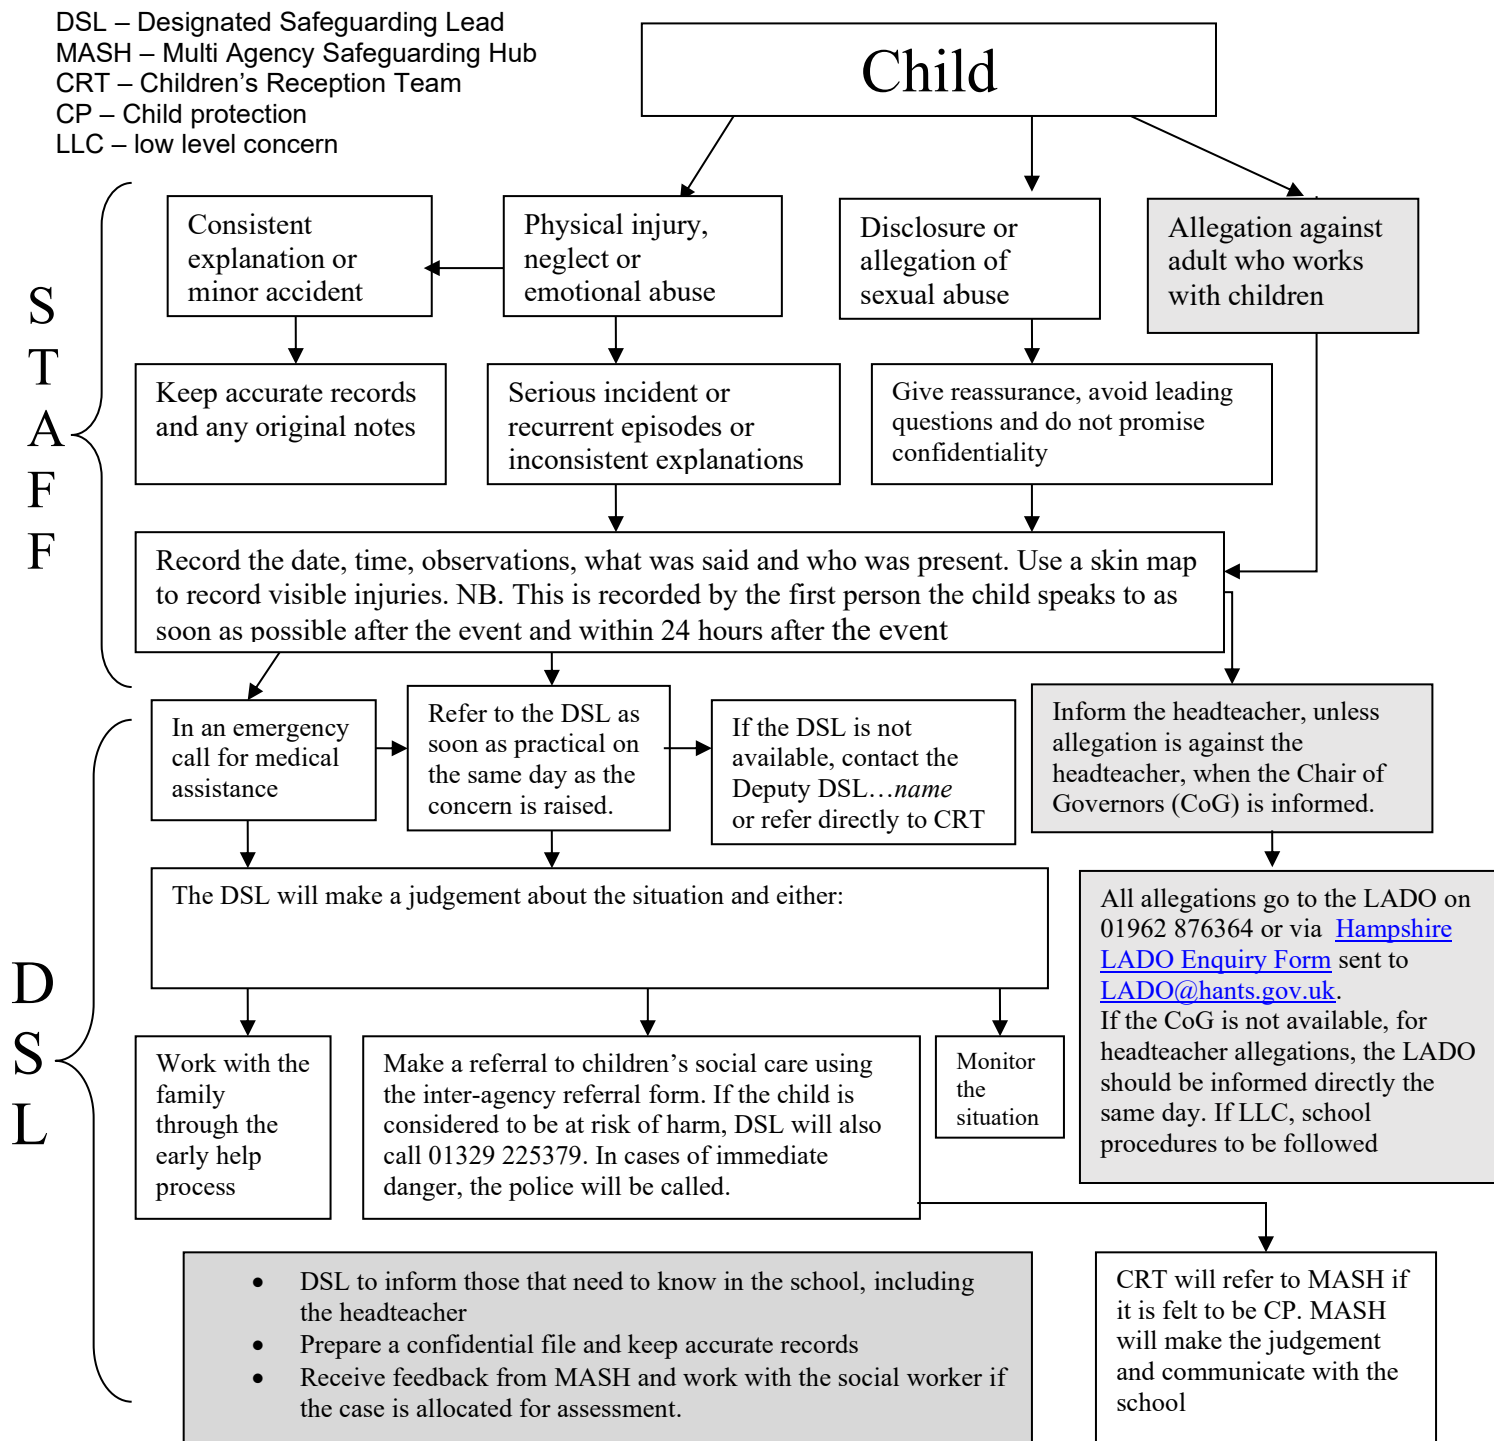 DSL – Designated Safeguarding Lead
MASH – Multi Agency Safeguarding Hub
CRT – Children's Reception Team
CP – Child protection
LLC – low level concern
Child
S
T
A
F
F
Consistent
explanation or
minor accident
Physical injury,
neglect or
emotional abuse
Disclosure or
allegation of
sexual abuse
Allegation against
adult who works
with children
Keep accurate records
and any original notes
Serious incident or
recurrent episodes or
inconsistent explanations
Give reassurance, avoid leading
questions and do not promise
confidentiality
Record the date, time, observations, what was said and who was present. Use a skin map
to record visible injuries. NB. This is recorded by the first person the child speaks to as
soon as possible after the event and within 24 hours after the event
D
S
L
In an emergency
call for medical
assistance
Refer to the DSL as
soon as practical on
the same day as the
concern is raised.
If the DSL is not
available, contact the
Deputy DSL…name
or refer directly to CRT
Inform the headteacher, unless
allegation is against the
headteacher, when the Chair of
Governors (CoG) is informed.
The DSL will make a judgement about the situation and either:
All allegations go to the LADO on
01962 876364 or via Hampshire
LADO Enquiry Form sent to
LADO@hants.gov.uk.
If the CoG is not available, for
headteacher allegations, the LADO
should be informed directly the
same day. If LLC, school
procedures to be followed
Work with the
family
through the
early help
process
Make a referral to children's social care using
the inter-agency referral form. If the child is
considered to be at risk of harm, DSL will also
call 01329 225379. In cases of immediate
danger, the police will be called.
Monitor
the
situation
• DSL to inform those that need to know in the school, including
the headteacher
• Prepare a confidential file and keep accurate records
• Receive feedback from MASH and work with the social worker if
the case is allocated for assessment.
CRT will refer to MASH if
it is felt to be CP. MASH
will make the judgement
and communicate with the
school